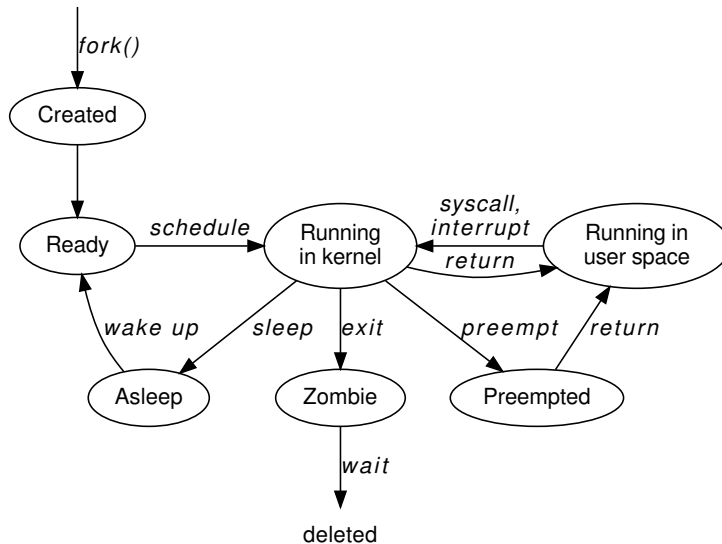 fork()
Created
Ready
schedule
Running
in kernel
syscall,
interrupt
return
Running in
user space
wake up
sleep
exit
preempt
return
Asleep
Zombie
Preempted
wait
deleted